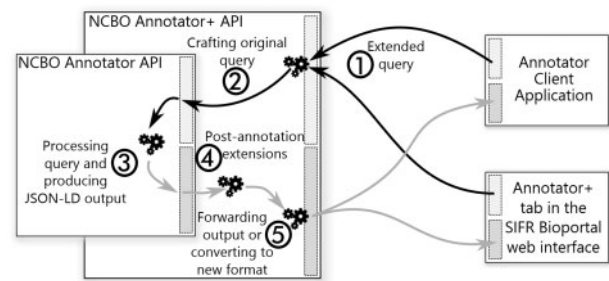 NCBO Annotator+ API
Crafting original
query
②
①
Extended
query
Annotator
Client
Application
NCBO Annotator API
Processing
query and
producing
JSON-LD output
③
④
Post-annotation
extensions
Forwarding
output or
converting to
new format
⑤
Annotator+
tab in the
SIFR Bioportal
web interface